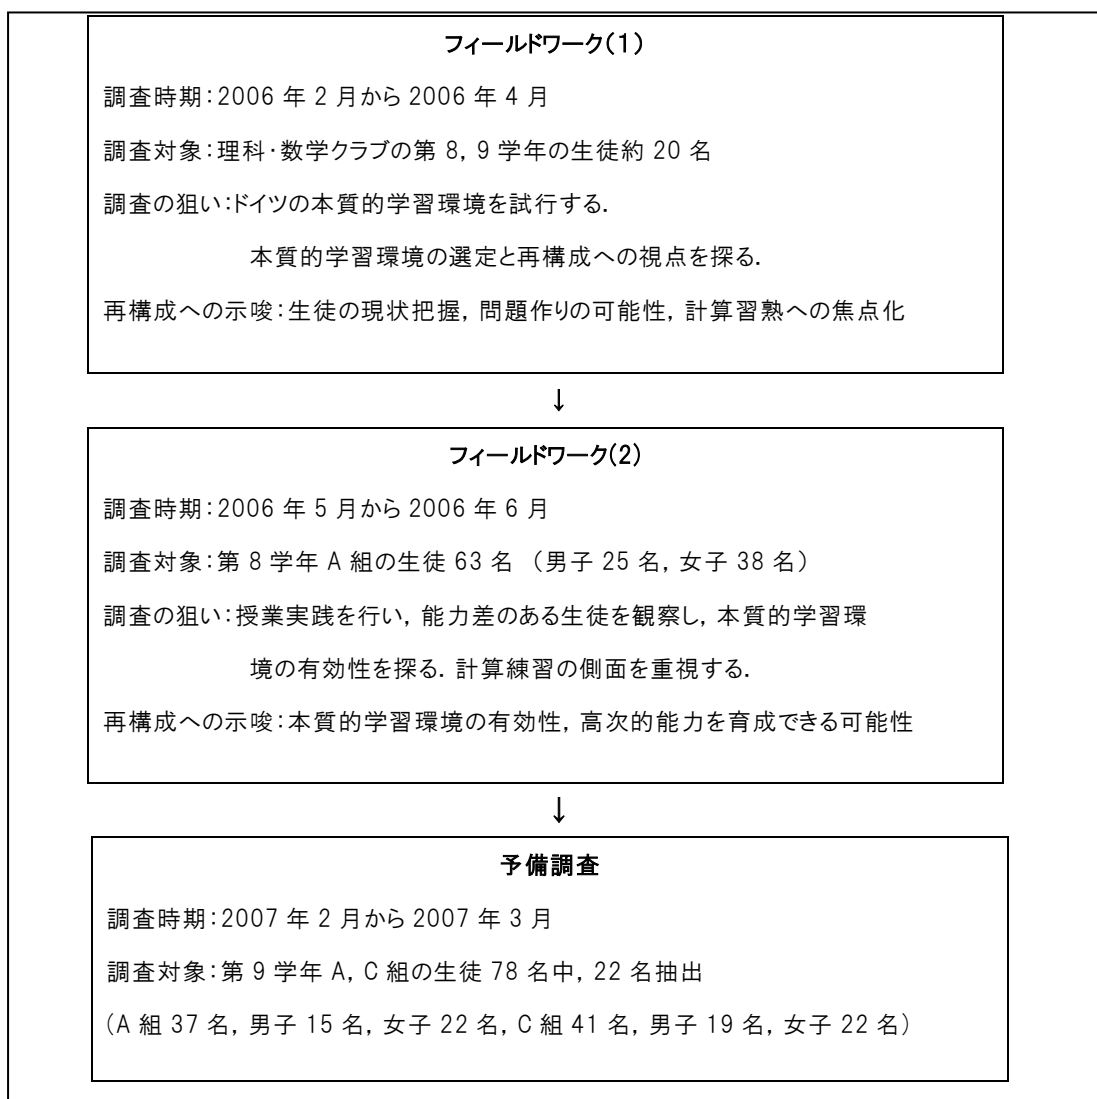 フィールドワーク(1)
調査時期:2006 年 2 月から 2006 年 4 月
調査対象:理科・数学クラブの第 8, 9 学年の生徒約 20 名
調査の狙い:ドイツの本質的学習環境を試行する.
本質的学習環境の選定と再構成への視点を探る.
再構成への示唆:生徒の現状把握, 問題作りの可能性, 計算習熟への焦点化
↓
フィールドワーク(2)
調査時期:2006 年 5 月から 2006 年 6 月
調査対象:第 8 学年 A 組の生徒 63 名 (男子 25 名, 女子 38 名)
調査の狙い:授業実践を行い, 能力差のある生徒を観察し, 本質的学習環
境の有効性を探る. 計算練習の側面を重視する.
再構成への示唆:本質的学習環境の有効性, 高次的能力を育成できる可能性
↓
予備調査
調査時期:2007 年 2 月から 2007 年 3 月
調査対象:第 9 学年 A, C 組の生徒 78 名中, 22 名抽出
(A 組 37 名, 男子 15 名, 女子 22 名, C 組 41 名, 男子 19 名, 女子 22 名)